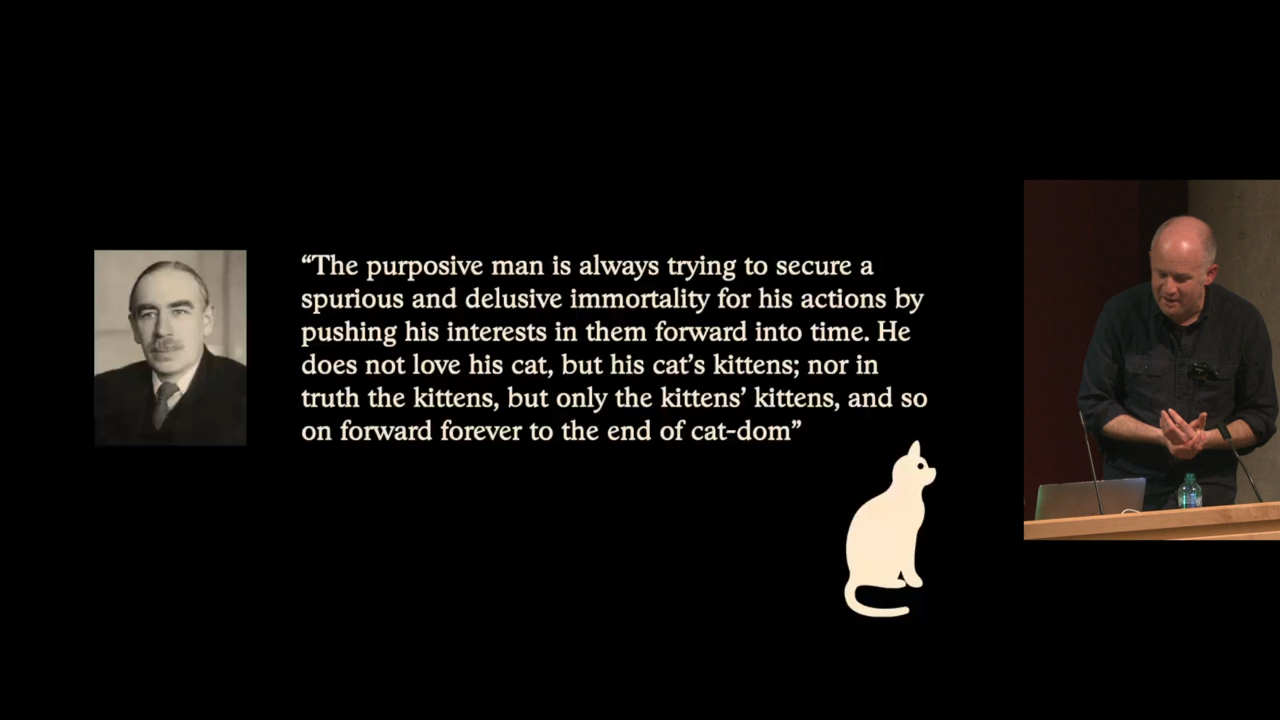 “The purposive man is always trying to secure a
spurious and delusive immortality for his actions by
pushing his interests in them forward into time. He
does not love his cat, but his cat’s kittens; nor in
truth the kittens, but only the kittens’ kittens, and so
on forward forever to the end of cat-dom”